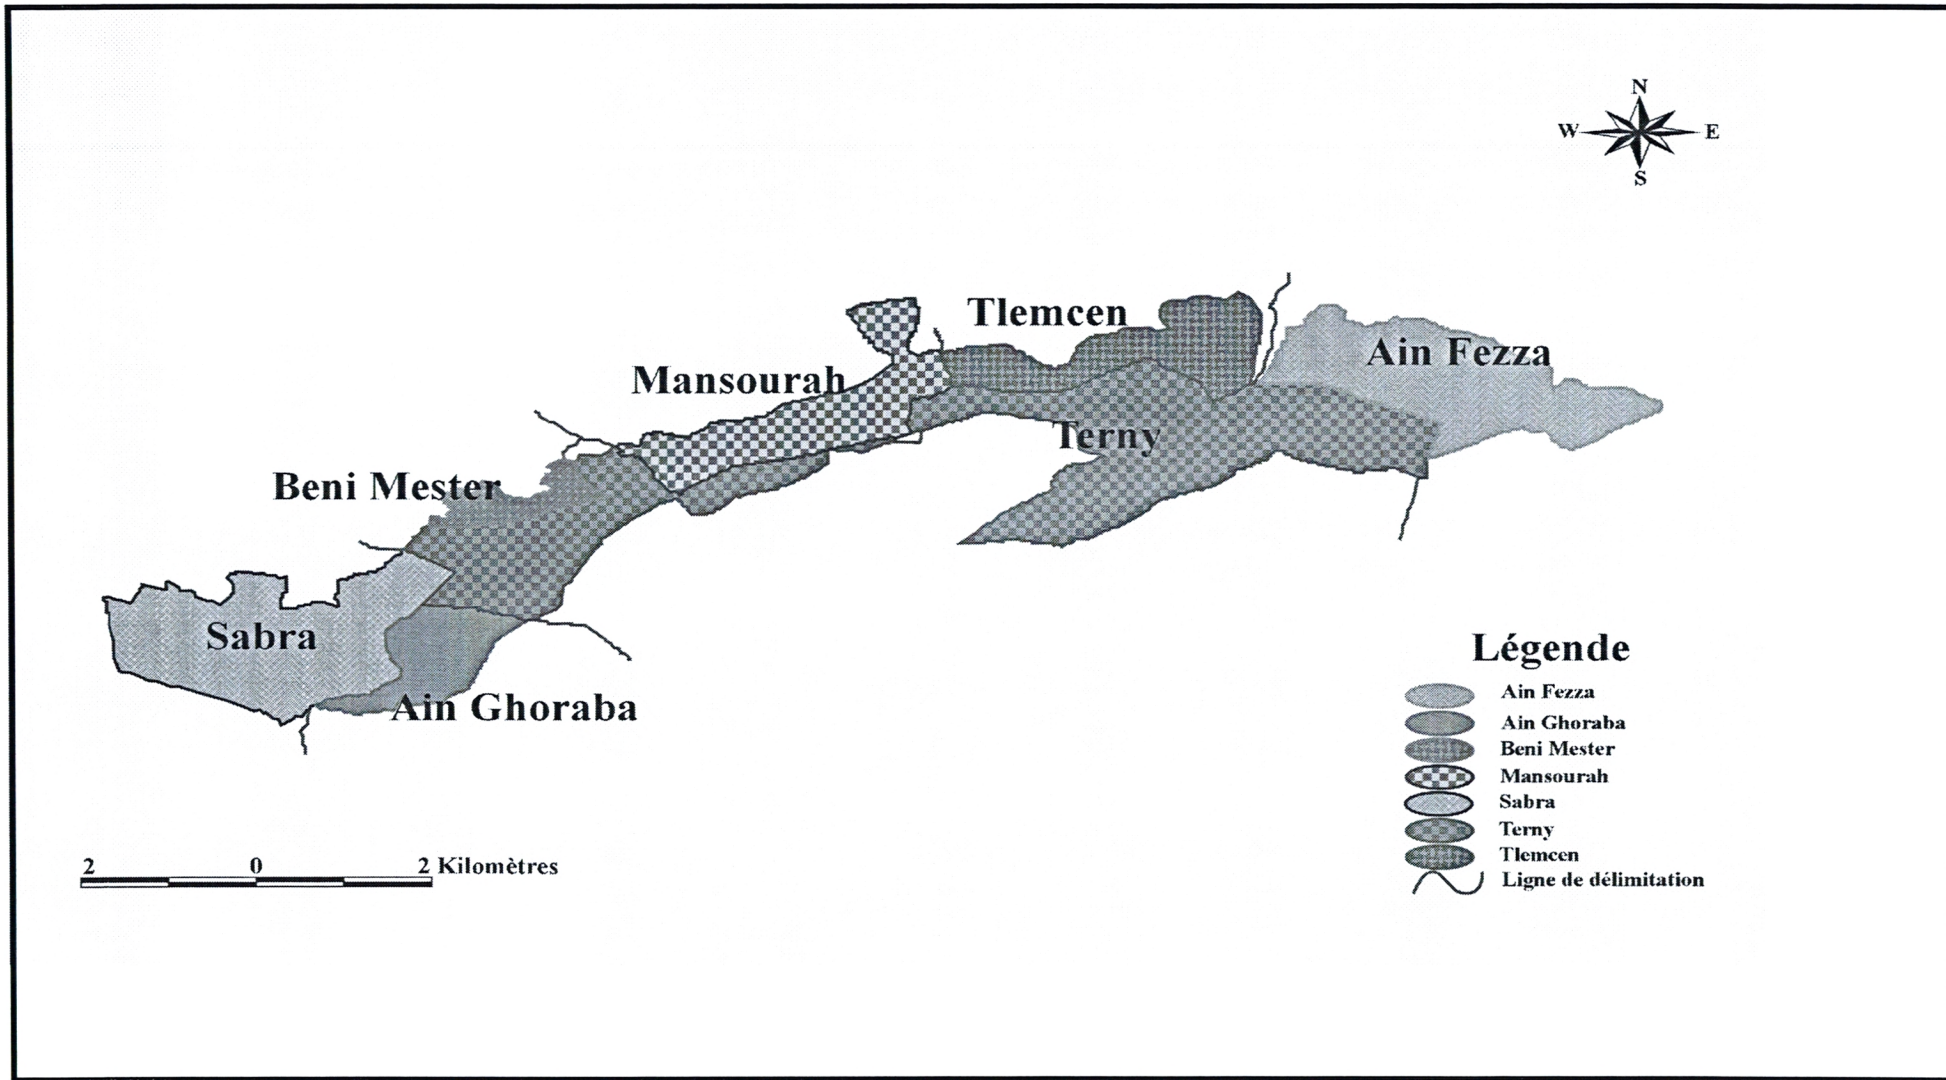 N
W E
S
Tlemcen
Ain Fezza
Mansourah
Terny
Beni Mester
Sabra
Ain Ghoraba
Légende
Ain Fezza
Ain Ghoraba
Beni Mester
Mansourah
Sabra
Terny
Tlemcen
Ligne de délimitation
2 0 2 Kilomètres